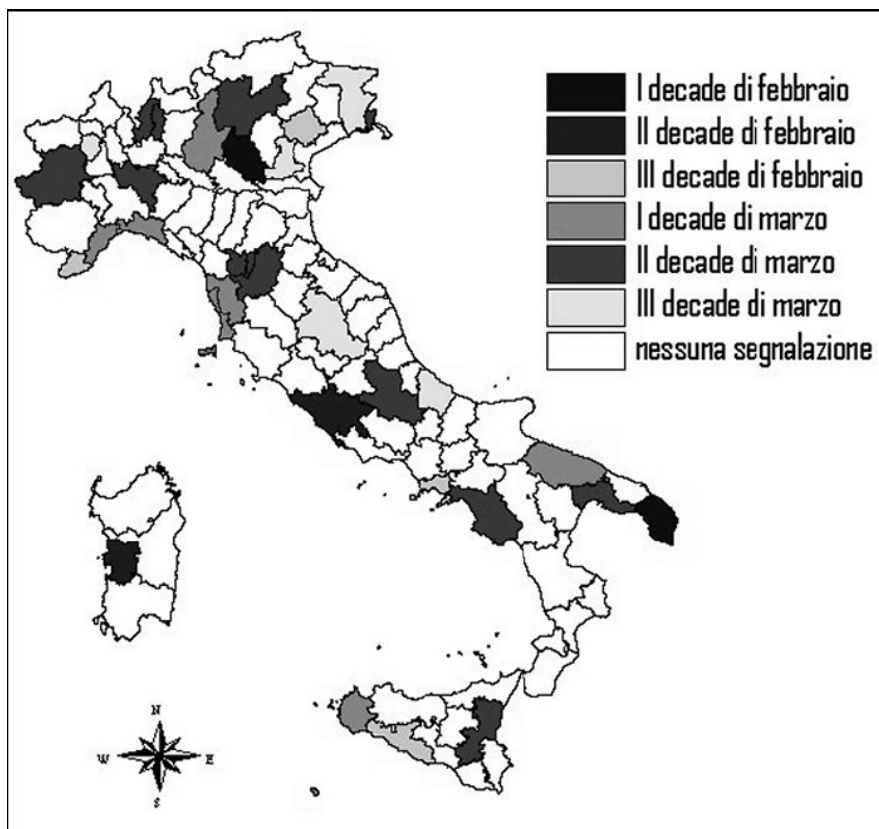 I decade di febbraio
II decade di febbraio
III decade di febbraio
I decade di marzo
II decade di marzo
III decade di marzo
nessuna segnalazione
N
W E
S